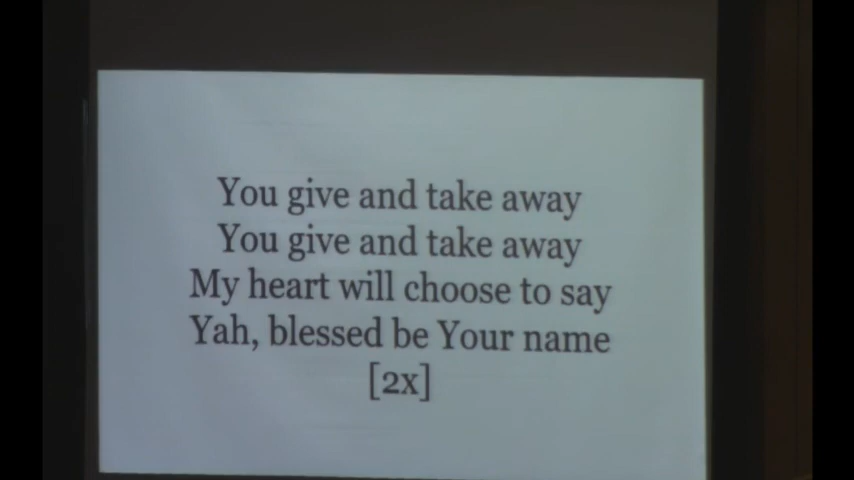 You give and take away
You give and take away
My heart will choose to say
Yah, blessed be Your name
[2x]